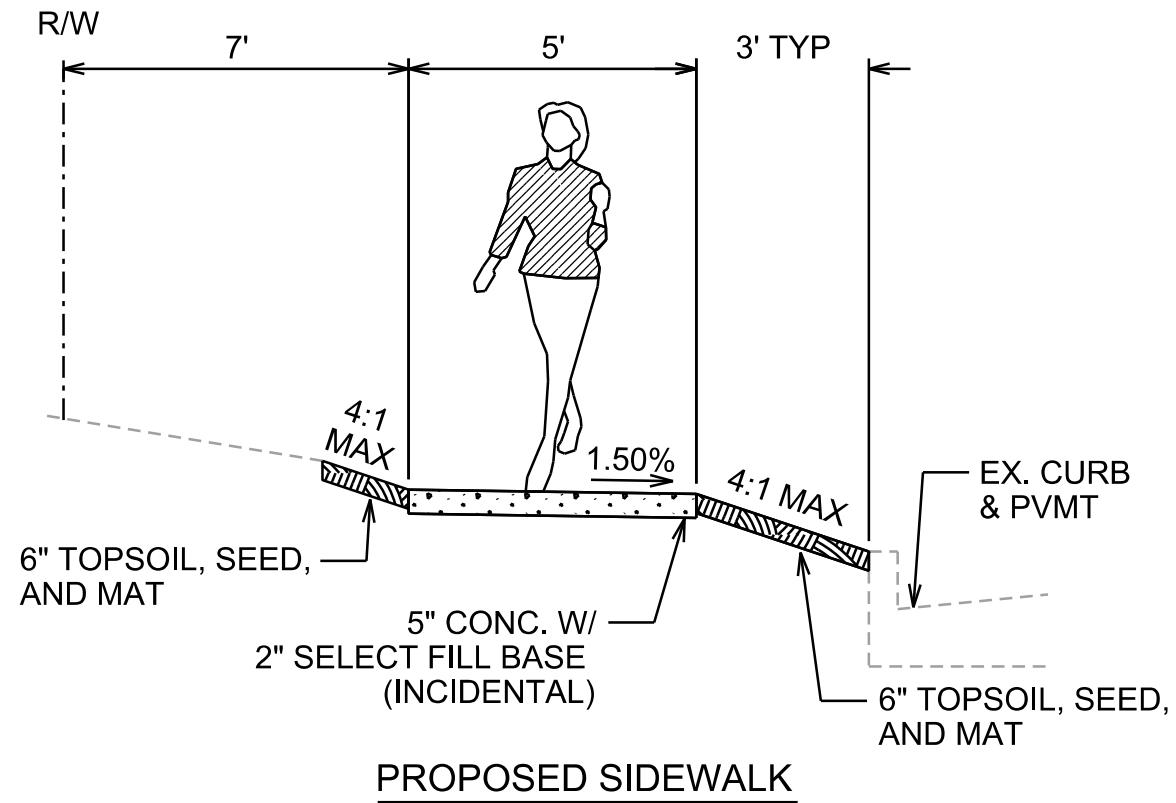 R/W
7'
5'
3' TYP
4:1
MAX
1.50%
4:1 MAX
EX. CURB
& PVMT
6" TOPSOIL, SEED,
AND MAT
5" CONC. W/
2" SELECT FILL BASE
(INCIDENTAL)
6" TOPSOIL, SEED,
AND MAT
PROPOSED SIDEWALK